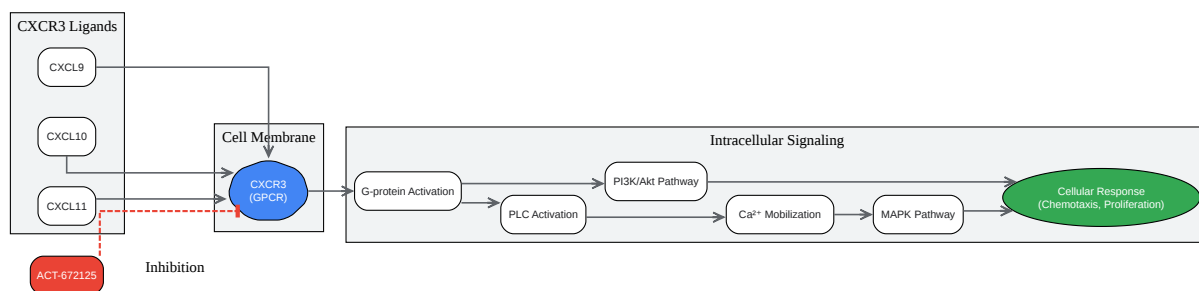 CXCR3 Ligands
CXCL9
CXCL10
CXCL11
ACT-672125
Inhibition
Cell Membrane
CXCR3
(GPCR)
Intracellular Signaling
G-protein Activation
PI3K/Akt Pathway
PLC Activation
Ca²⁺ Mobilization
MAPK Pathway
Cellular Response
(Chemotaxis, Proliferation)